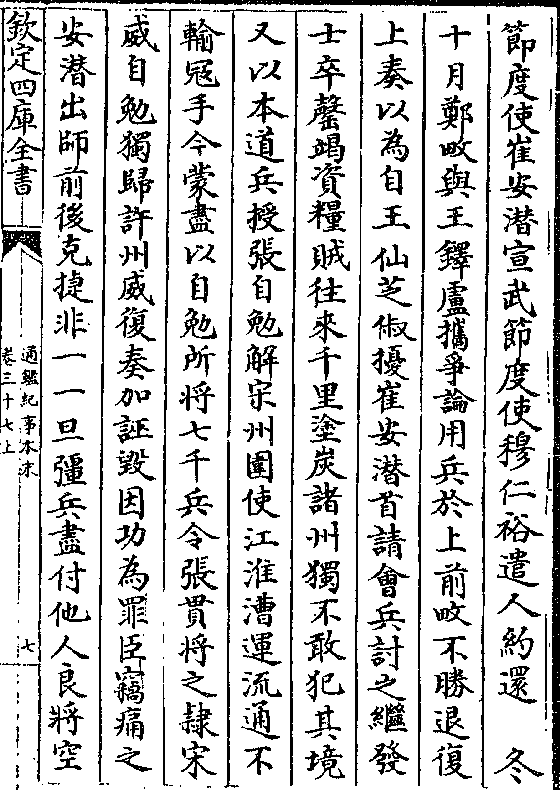 節度使崔安潛宣武節度使穆仁裕遣人約還　冬
十月鄭畋與王鐸盧攜爭論用兵於上前畋不勝退復
上奏以為自王仙芝俶擾崔安潛首請會兵討之繼發
士卒罄竭資糧賊往來千里塗炭諸州獨不敢犯其境
又以本道兵授張自勉解宋州圍使江淮漕運流通不
輸冦手今蒙盡以自勉所將七千兵令張貫將之隸宋
威自勉獨歸許州威復奏加誣毀因功為罪臣竊痛之
安潛出師前後克捷非一一旦彊兵盡付他人良將空
欽定四庫全書
通鑑紀事本末
卷三十七上
七